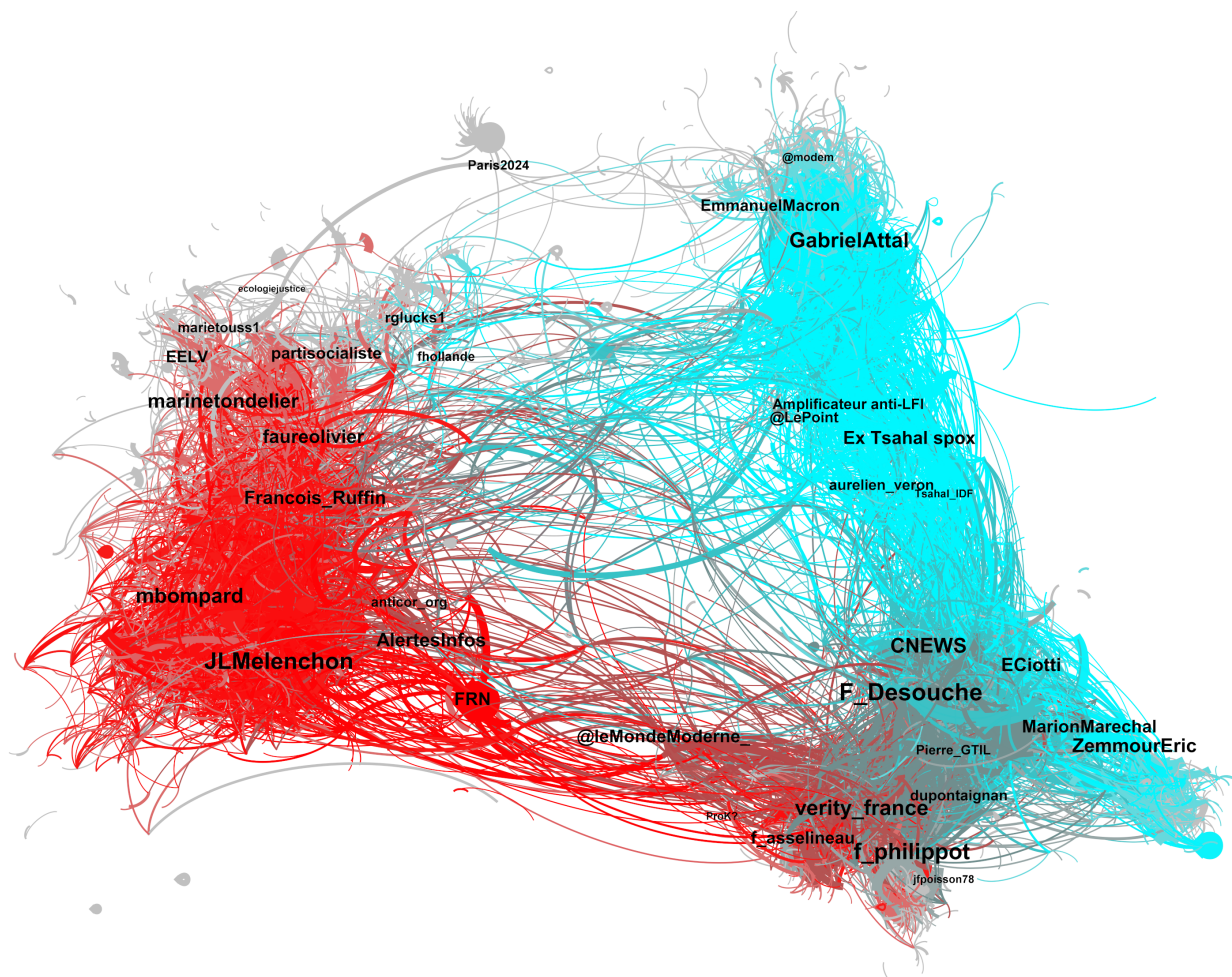 @modem
Paris2024
EmmanuelMacron
GabrielAttal
ecologiejustice
rglucks1
marietouss1
partisocialiste
EELV
fhollande
marinetondelier
Amplificateur anti-LFI
@LePoint
faureolivier
Ex Tsahal spox
aurelien_veron
Tsahal_IDF
Francois_Ruffin
mbompard
anticor_org
AlertesInfos
CNEWS
JLMelenchon
ECiotti
F_Desouche
FRN
MarionMarechal
@leMondeModerne_
ZemmourEric
Pierre_GTIL
dupontaignan
verity_france
ProK?
f_asselineau
f_philippot
jfpoisson78